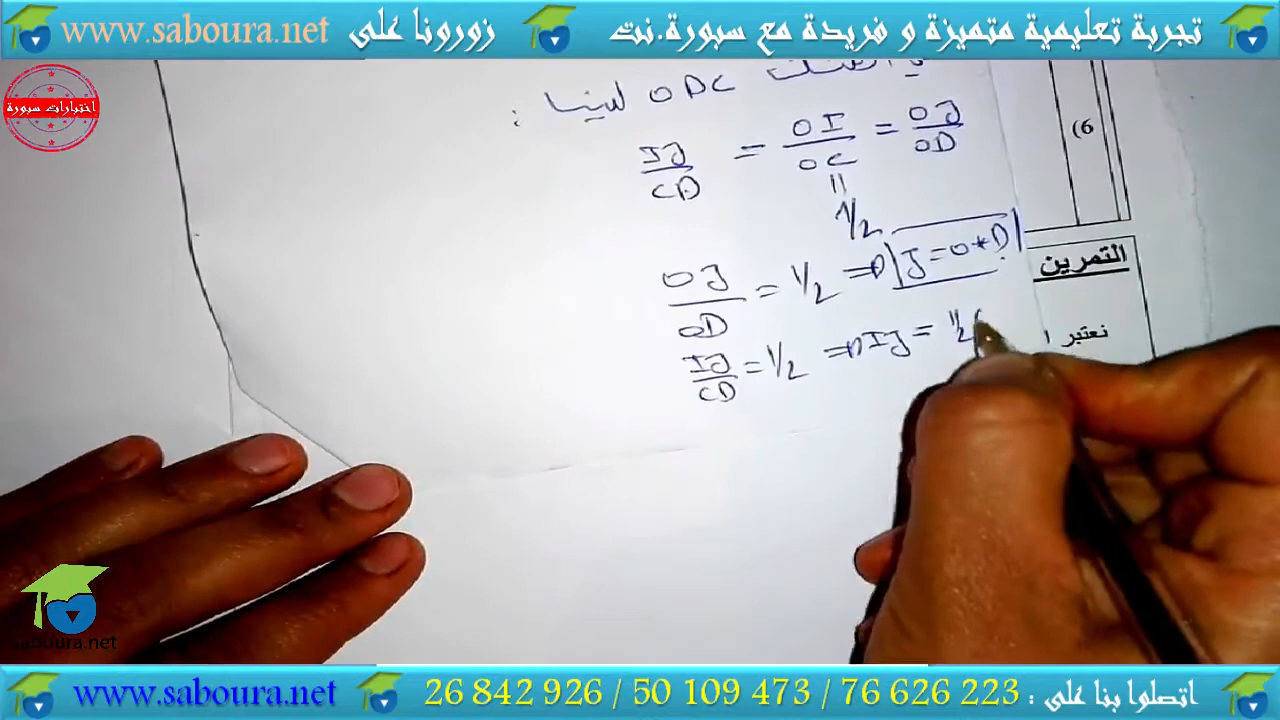 تجربة تعليمية متميزة و فريدة مع سبورة.نت زورونا على www.saboura.net
اختبارات سبورة
ODC لدينا :
IJ/CD = OI/OC = OJ/OD
=
1/2
OJ/OD = 1/2 => J = O*D
IJ/CD = 1/2 => IJ = 1/2
(6
التمرين
نعتبر ا
saboura.net
اتصلوا بنا على : 26 842 926 / 50 109 473 / 76 626 223 www.saboura.net